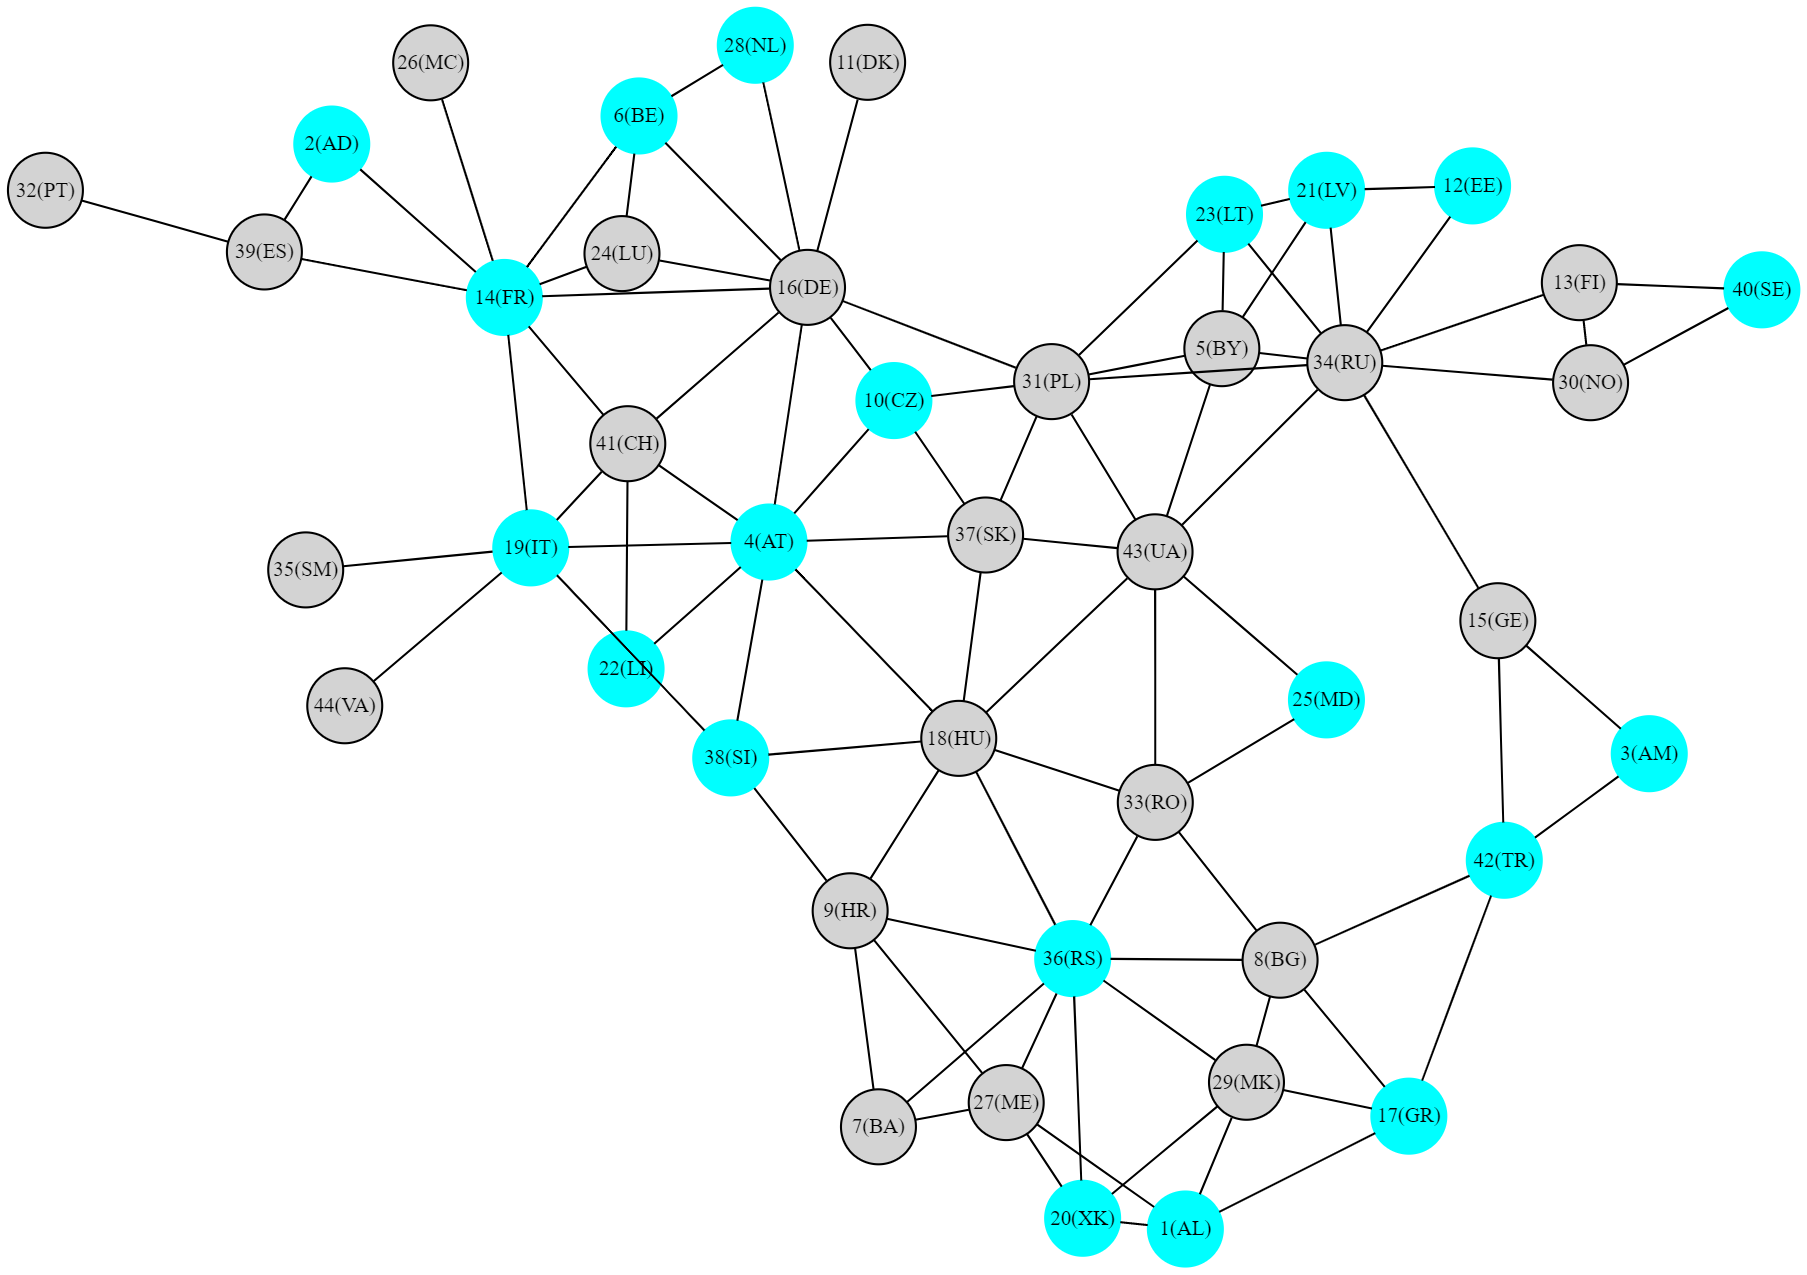 28(NL)
26(MC)
11(DK)
6(BE)
2(AD)
12(EE)
32(PT)
21(LV)
23(LT)
39(ES)
24(LU)
13(FI)
16(DE)
40(SE)
14(FR)
5(BY)
34(RU)
31(PL)
30(NO)
10(CZ)
41(CH)
37(SK)
4(AT)
19(IT)
43(UA)
35(SM)
15(GE)
22(LI)
25(MD)
44(VA)
18(HU)
3(AM)
38(SI)
33(RO)
42(TR)
9(HR)
36(RS)
8(BG)
29(MK)
27(ME)
17(GR)
7(BA)
20(XK)
1(AL)